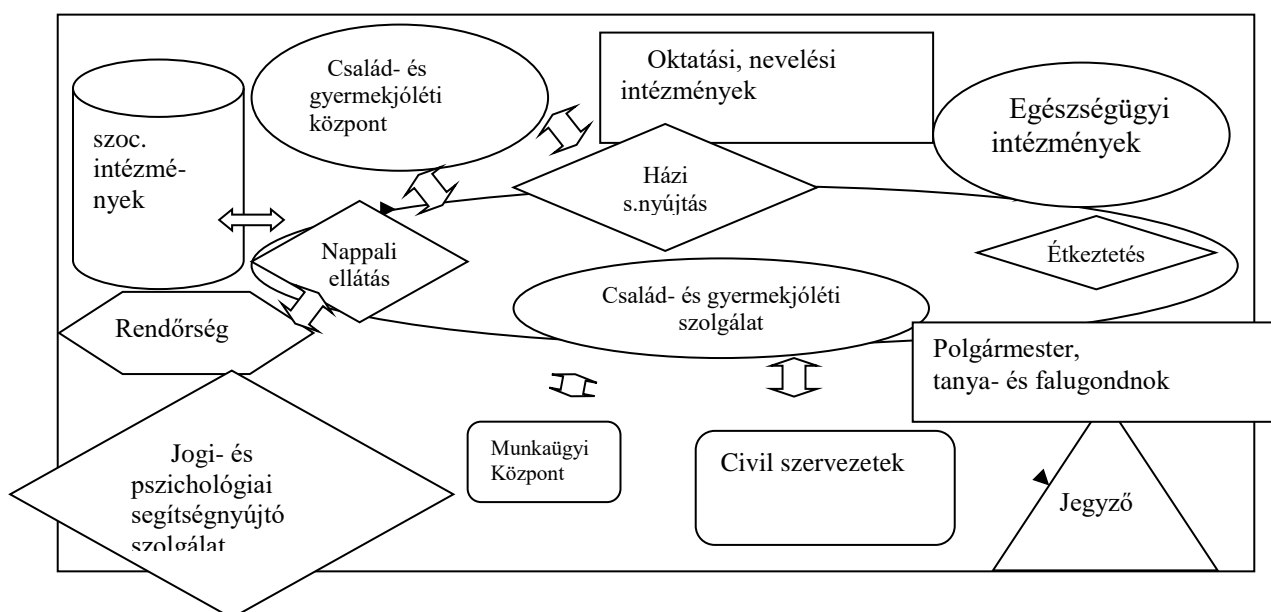 Család- és
gyermekjóléti
központ
Oktatási, nevelési
intézmények
Egészségügyi
intézmények
szoc.
intézmé-
nyek
Házi
s.nyújtás
Nappali
ellátás
Étkeztetés
Család- és gyermekjóléti
szolgálat
Rendőrség
Polgármester,
tanya- és falugondnok
Jogi- és
pszichológiai
segítségnyújtó
szolgálat
Munkaügyi
Központ
Civil szervezetek
Jegyző